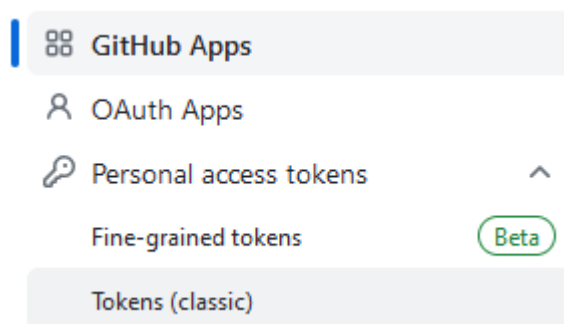 GitHub Apps
OAuth Apps
Personal access tokens
Fine-grained tokens Beta
Tokens (classic)